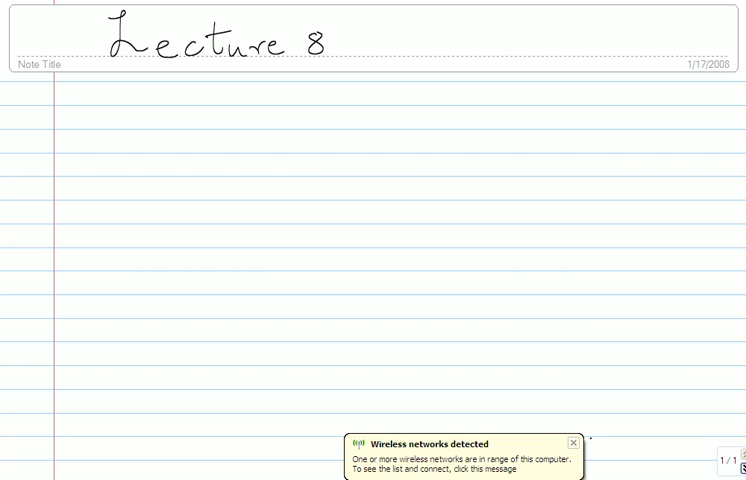 Lecture 8
Note Title
1/17/2008
Wireless networks detected
One or more wireless networks are in range of this computer.
To see the list and connect, click this message
1 / 1